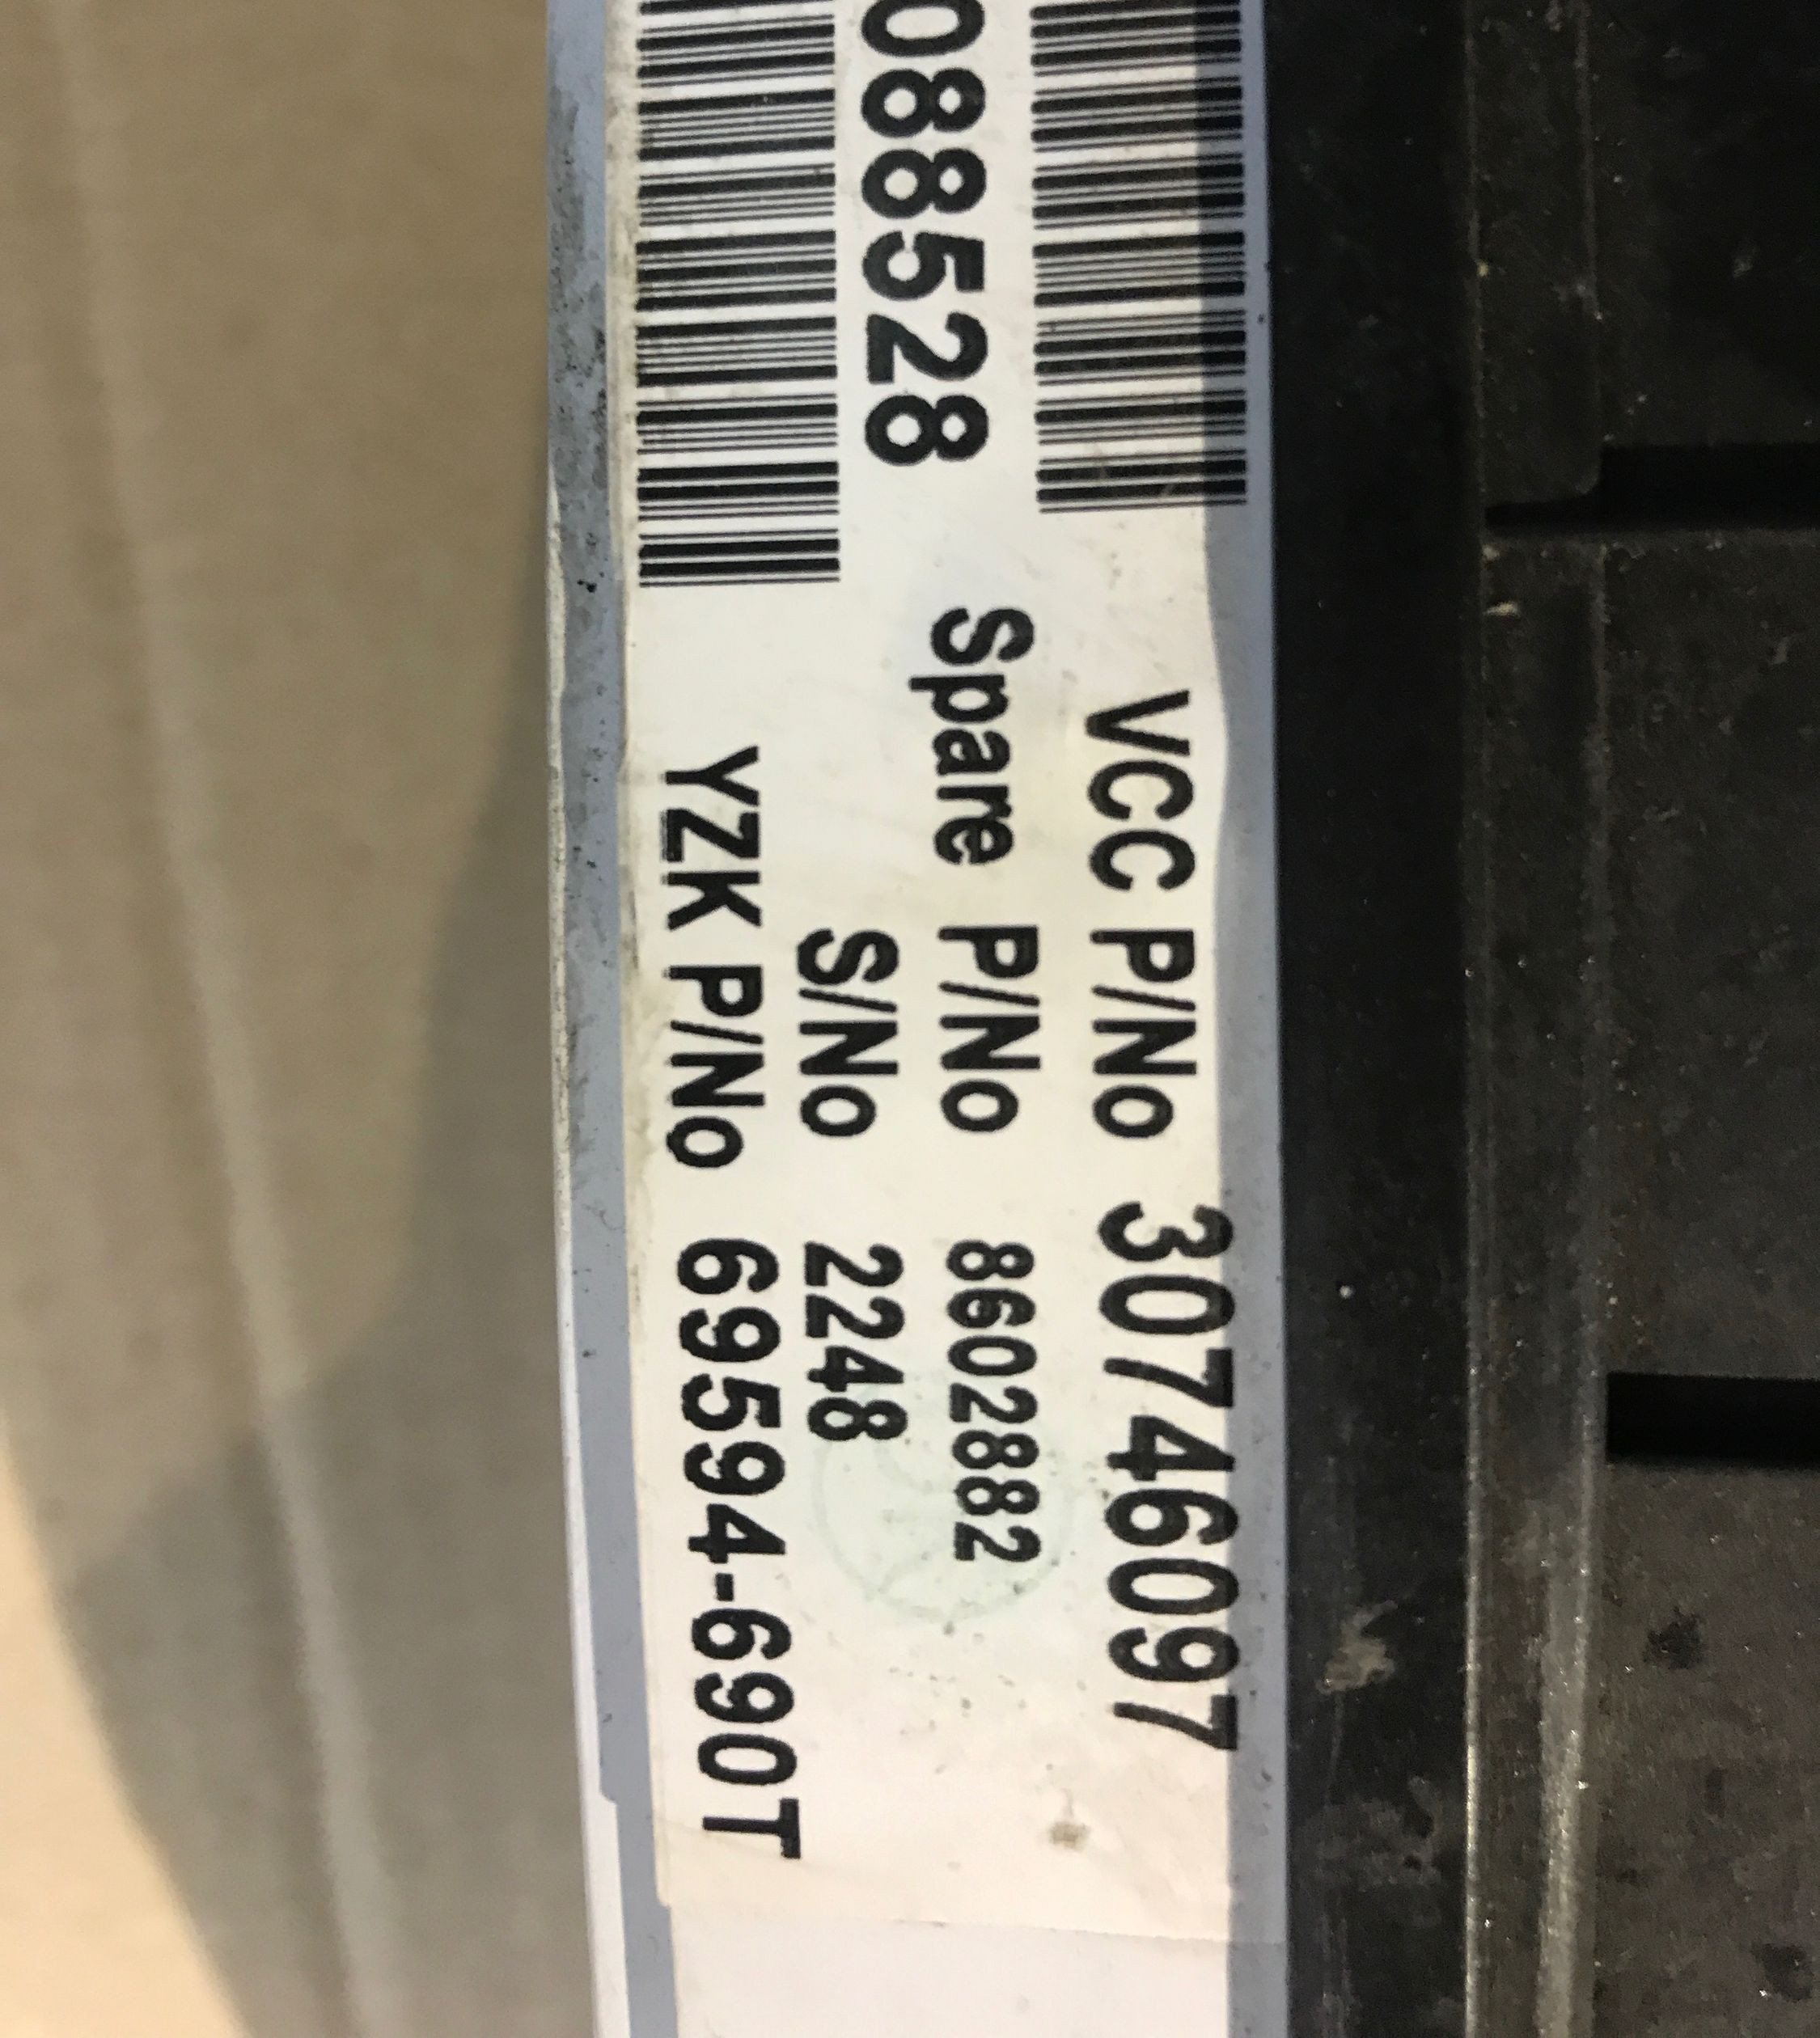 VCC P/No 30746097
Spare P/No 8602882
088528
S/No 2248
YZK P/No 69594-690T